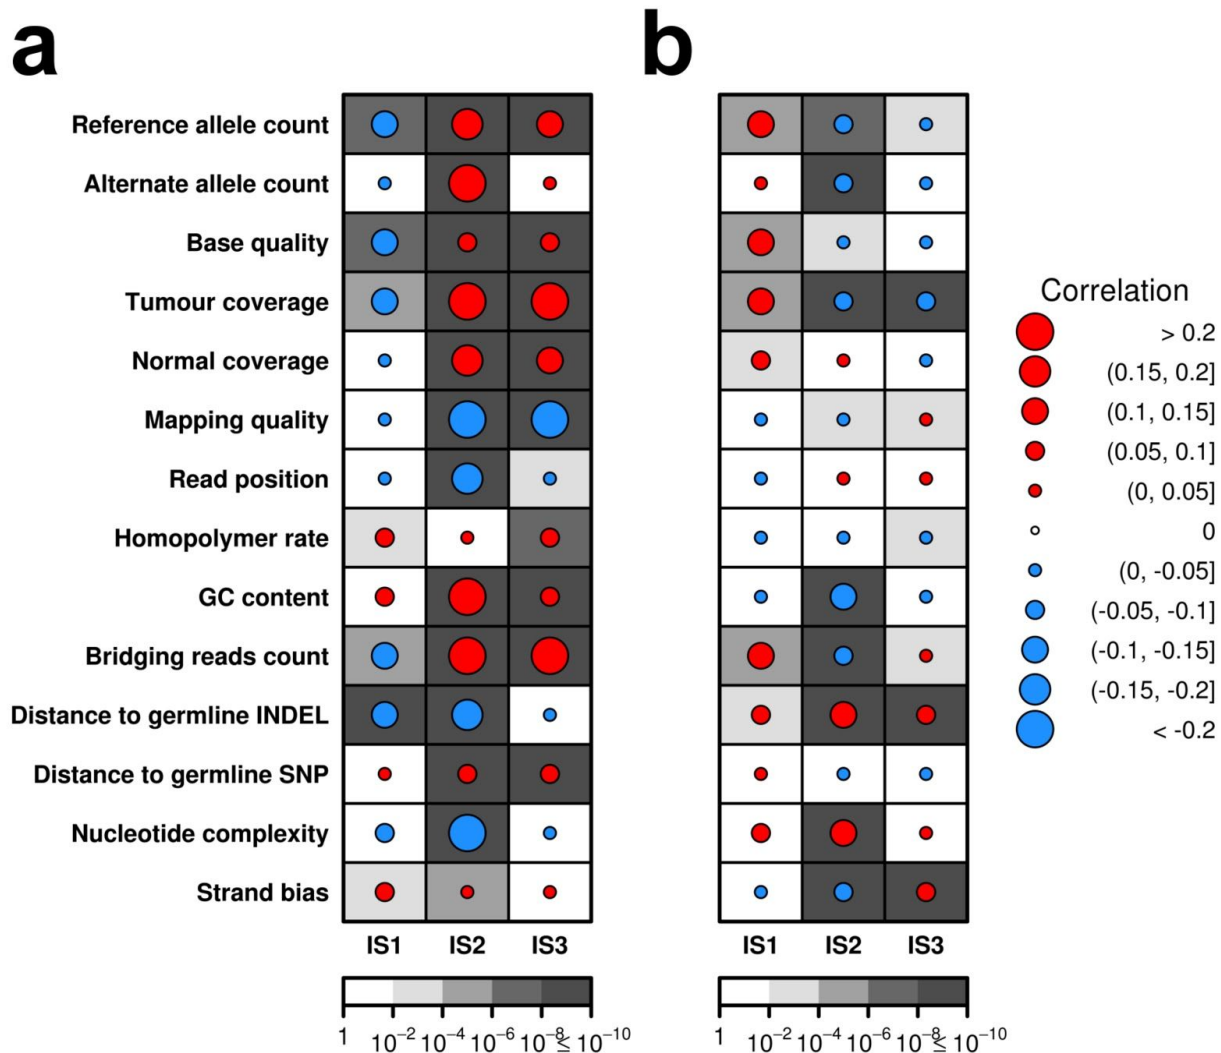 a
b
Reference allele count
Alternate allele count
Base quality
Tumour coverage
Normal coverage
Mapping quality
Read position
Homopolymer rate
GC content
Bridging reads count
Distance to germline INDEL
Distance to germline SNP
Nucleotide complexity
Strand bias
IS1 IS2 IS3
1 10−2 10−4 10−6 10−8 ≤ 10−10
IS1 IS2 IS3
1 10−2 10−4 10−6 10−8 ≤ 10−10
Correlation
> 0.2
(0.15, 0.2]
(0.1, 0.15]
(0.05, 0.1]
(0, 0.05]
0
(0, -0.05]
(-0.05, -0.1]
(-0.1, -0.15]
(-0.15, -0.2]
< -0.2